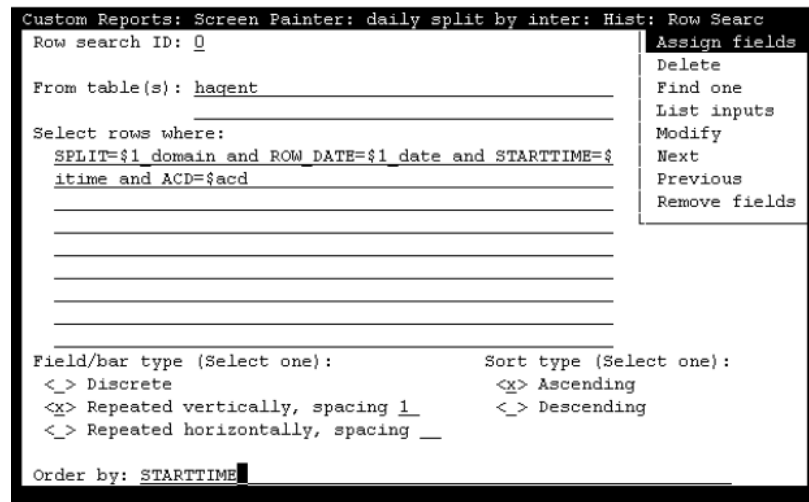 Custom Reports: Screen Painter: daily split by inter: Hist: Row Searc
Row search ID: 0
From table(s): hagent
Select rows where:
SPLIT=$1_domain and ROW_DATE=$1_date and STARTTIME=$
itime and ACD=$acd
Assign fields
Delete
Find one
List inputs
Modify
Next
Previous
Remove fields
Field/bar type (Select one):
<_> Discrete
<x> Repeated vertically, spacing 1_
<_> Repeated horizontally, spacing __
Sort type (Select one):
<x> Ascending
<_> Descending
Order by: STARTTIME